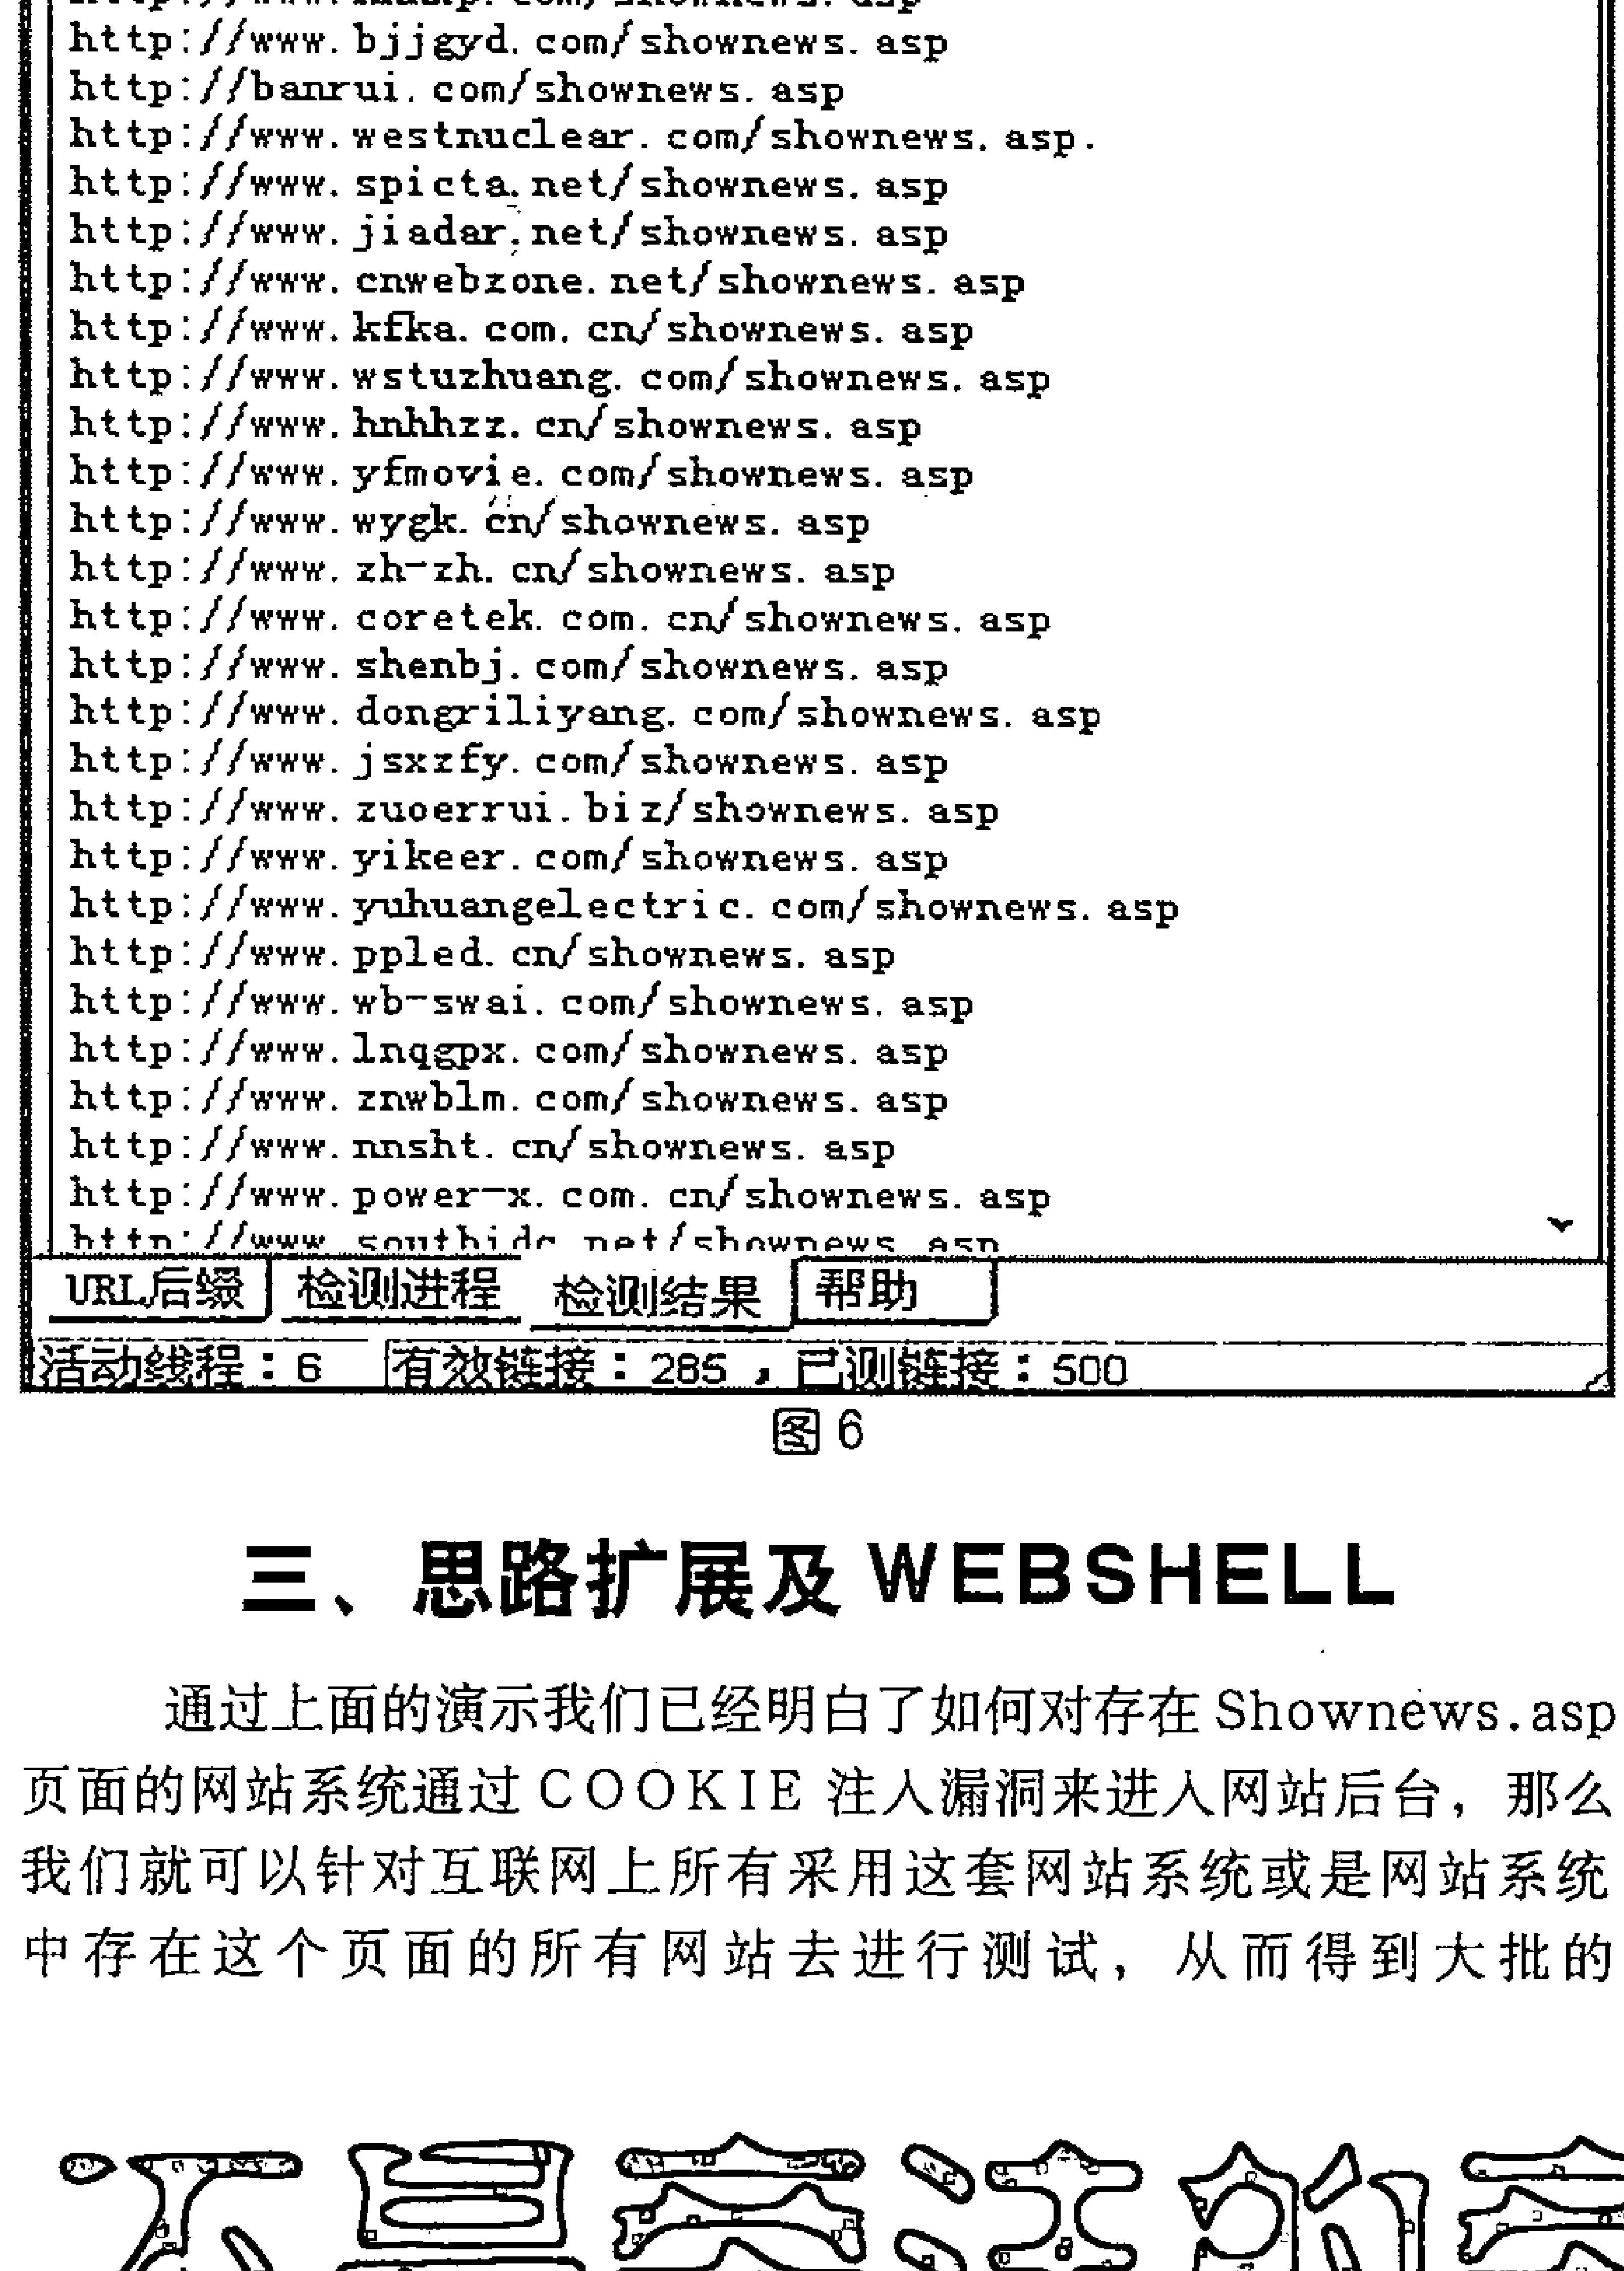 http://www.bjjgyd.com/shownews.asp
http://banrui.com/shownews.asp
http://www.westnuclear.com/shownews.asp.
http://www.spicta.net/shownews.asp
http://www.jiadar.net/shownews.asp
http://www.cnwebzone.net/shownews.asp
http://www.kfka.com.cn/shownews.asp
http://www.wstuzhuang.com/shownews.asp
http://www.hnhhzz.cn/shownews.asp
http://www.yfmovie.com/shownews.asp
http://www.wygk.cn/shownews.asp
http://www.zh-zh.cn/shownews.asp
http://www.coretek.com.cn/shownews.asp
http://www.shenbj.com/shownews.asp
http://www.dongriliyang.com/shownews.asp
http://www.jsxzfy.com/shownews.asp
http://www.zuoerrui.biz/shownews.asp
http://www.yikeer.com/shownews.asp
http://www.yuhuangelectric.com/shownews.asp
http://www.ppled.cn/shownews.asp
http://www.wb-swai.com/shownews.asp
http://www.lnqgpx.com/shownews.asp
http://www.znwblm.com/shownews.asp
http://www.nnsht.cn/shownews.asp
http://www.power-x.com.cn/shownews.asp
http://www.southidc.net/shownews.asp
URL后缀 检测进程 检测结果 帮助
活动线程：6 有效链接：285，已测链接：500
图6
三、思路扩展及WEBSHELL
通过上面的演示我们已经明白了如何对存在Shownews.asp
页面的网站系统通过COOKIE注入漏洞来进入网站后台，那么
我们就可以针对互联网上所有采用这套网站系统或是网站系统
中存在这个页面的所有网站去进行测试，从而得到大批的